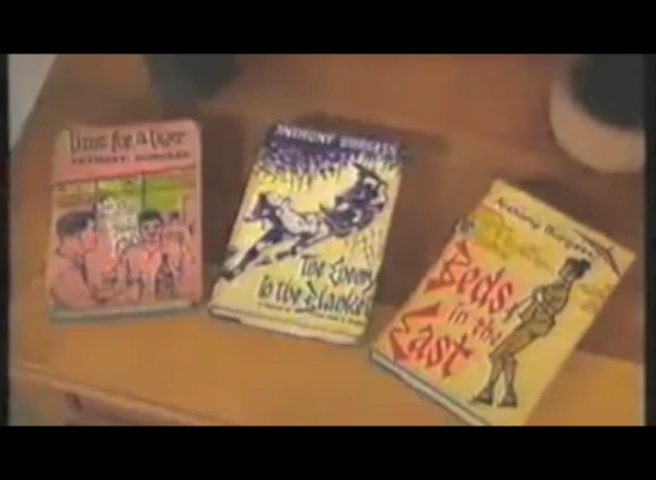 Time for a Tiger
ANTHONY BURGESS
ANTHONY BURGESS
The Enemy
in the Blanket
Anthony Burgess
Beds
in the
East